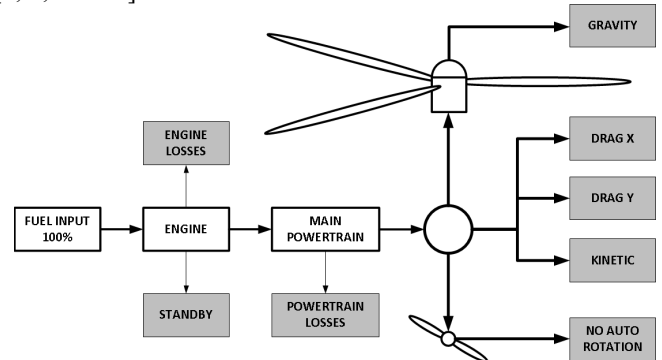 GRAVITY
ENGINE
LOSSES
DRAG X
DRAG Y
FUEL INPUT
100%
ENGINE
MAIN
POWERTRAIN
KINETIC
STANDBY
POWERTRAIN
LOSSES
NO AUTO
ROTATION